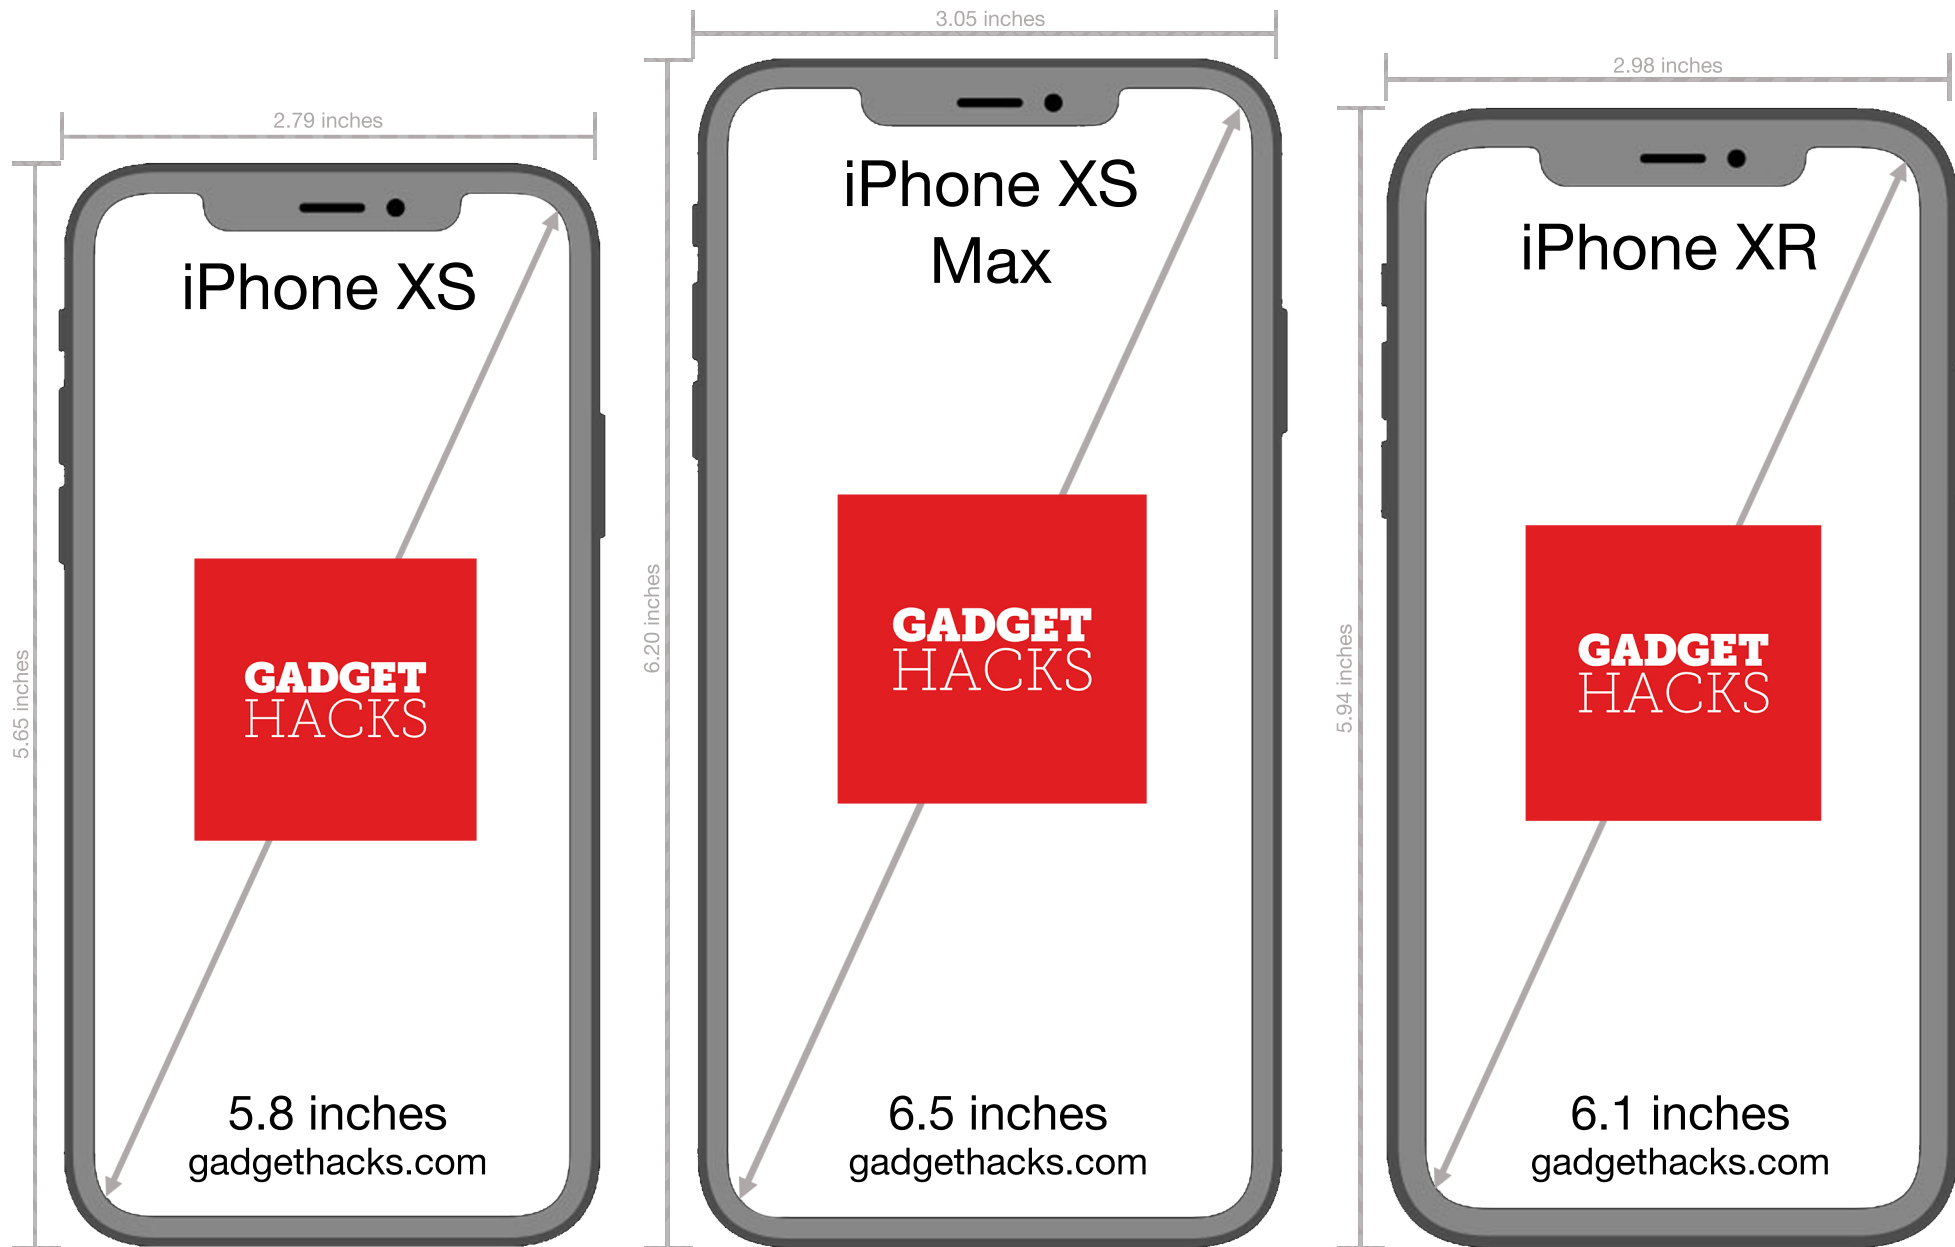 2.79 inches
5.65 inches
iPhone XS
GADGET
HACKS
5.8 inches
gadgethacks.com
3.05 inches
6.20 inches
iPhone XS
Max
GADGET
HACKS
6.5 inches
gadgethacks.com
2.98 inches
5.94 inches
iPhone XR
GADGET
HACKS
6.1 inches
gadgethacks.com